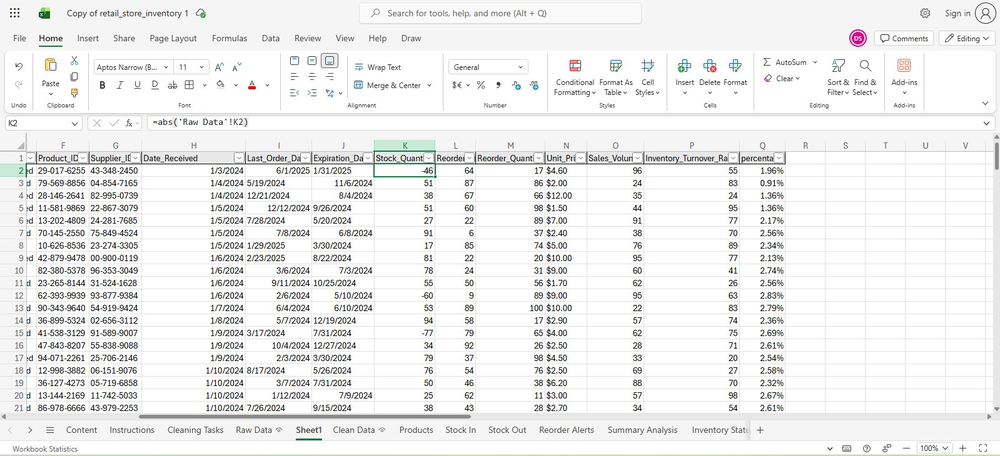 Copy of retail_store_inventory 1
Search for tools, help, and more (Alt + Q)
Sign in
File Home Insert Share Page Layout Formulas Data Review View Help Draw
DS Comments Editing
Aptos Narrow (B... 11 A A
Wrap Text
General
AutoSum
Paste
B I U D ab A
Merge & Center
$€ % 9
Conditional Formatting
Format As Table
Cell Styles
Insert Delete Format
Clear
Sort & Filter
Find & Select
Add-ins
Undo Clipboard Font Alignment Number Styles Cells Editing Add-ins
K2 fx =abs('Raw Data'!K2)
F G H I J K L M N O P Q R S T U V
1 Product_ID Supplier_ID Date_Received Last_Order_Da Expiration_Da Stock_Quant Reorder Reorder_Quanti Unit_Pri Sales_Volum Inventory_Turnover_Ra percenta
2 ed 29-017-6255 43-348-2450 1/3/2024 6/1/2025 1/31/2025 -46 64 17 $4.60 96 55 1.96%
3 d 79-569-8856 04-854-7165 1/4/2024 5/19/2024 11/6/2024 51 87 86 $2.00 24 83 0.91%
4 ed 28-146-2641 82-995-0739 1/4/2024 12/21/2024 8/4/2024 38 67 66 $12.00 35 24 1.36%
5 ed 11-581-9869 22-867-3079 1/5/2024 12/12/2024 9/26/2024 51 60 98 $1.50 44 95 1.36%
6 ed 13-202-4809 24-281-7685 1/5/2024 7/28/2024 5/20/2024 27 22 89 $7.00 91 77 2.17%
7 d 70-145-2550 75-849-4524 1/5/2024 7/8/2024 6/8/2024 91 6 37 $2.40 38 70 2.56%
8 10-626-8536 23-274-3305 1/5/2024 1/29/2025 3/30/2024 17 85 74 $5.00 76 89 2.34%
9 ed 42-879-9478 00-900-0119 1/6/2024 2/23/2025 8/22/2024 81 22 20 $10.00 95 77 2.13%
10 82-380-5378 96-353-3049 1/6/2024 3/6/2024 7/3/2024 78 24 31 $9.00 60 41 2.74%
11 d 23-265-8144 31-524-1628 1/6/2024 9/11/2024 10/25/2024 55 50 56 $1.70 62 26 2.56%
12 62-393-9939 93-877-9384 1/6/2024 2/6/2024 5/10/2024 -60 9 89 $9.00 95 63 2.83%
13 d 90-343-9640 54-919-9424 1/7/2024 6/4/2024 6/10/2024 53 89 100 $10.00 22 83 2.79%
14 d 36-899-5324 02-656-3112 1/8/2024 5/7/2024 12/19/2024 94 58 17 $2.90 57 74 2.36%
15 d 41-538-3129 91-589-9007 1/9/2024 3/17/2024 7/31/2024 -77 79 65 $4.00 62 75 2.69%
16 47-843-8207 55-838-9088 1/9/2024 10/4/2024 12/27/2024 34 92 26 $2.50 28 71 2.61%
17 ed 94-071-2261 25-706-2146 1/9/2024 2/3/2024 3/30/2024 79 37 98 $4.50 33 20 2.54%
18 d 12-998-3882 06-151-9076 1/10/2024 8/17/2024 5/26/2024 76 54 76 $2.50 69 27 2.58%
19 36-127-4273 05-719-6858 1/10/2024 3/7/2024 7/31/2024 50 46 38 $6.20 88 70 2.32%
20 d 13-144-2169 11-742-5033 1/10/2024 1/12/2024 7/9/2024 25 62 11 $3.00 57 98 2.67%
21 d 86-978-6666 43-979-2253 1/10/2024 7/26/2024 9/15/2024 38 43 28 $2.70 34 54 2.61%
Content Instructions Cleaning Tasks Raw Data Sheet1 Clean Data Products Stock In Stock Out Reorder Alerts Summary Analysis Inventory Statu
Workbook Statistics 100%